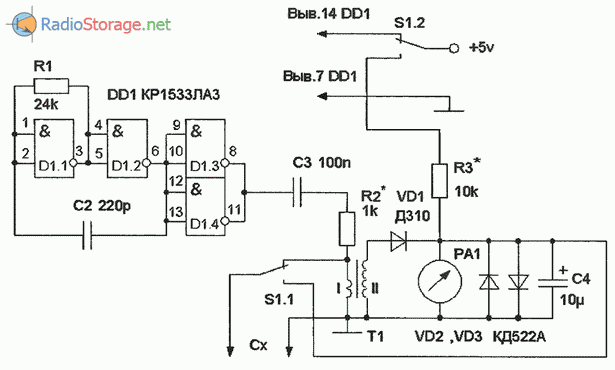 RadioStorage.net
Выв.14 DD1
S1.2
+5v
R1
24k
DD1 КР1533ЛА3
Выв.7 DD1
1
2
&
D1.1
3
4
5
&
D1.2
6
9
10
&
D1.3
8
12
13
&
D1.4
11
C2 220p
C3 100n
R2*
1k
VD1
Д310
R3*
10k
PA1
+
C4
10µ
S1.1
I
II
T1
Cx
VD2 ,VD3 КД522А